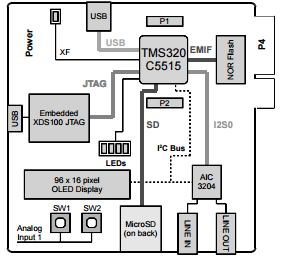 USB
P1
Power
XF
USB
TMS320
C5515
EMIF
NOR Flash
P4
JTAG
USB
Embedded
XDS100 JTAG
P2
SD
I2S0
LEDs
I²C Bus
96 x 16 pixel
OLED Display
AIC
3204
SW1
SW2
Analog
Input 1
MicroSD
(on back)
LINE IN
LINE OUT